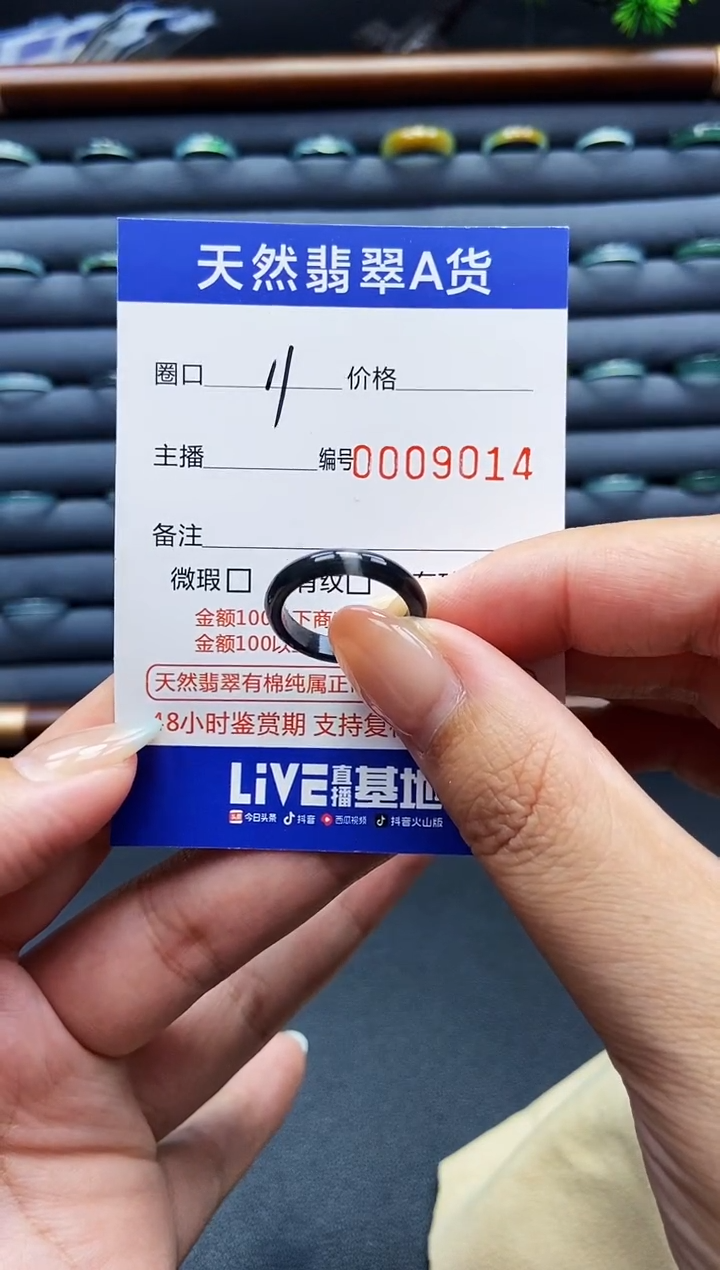 天然翡翠A货
圈口 11 价格
主播 编号0009014
备注
微瑕 有纹
金额100 下商
金额100以
天然翡翠有棉纯属正
48小时鉴赏期 支持复
LiVE直播基地
今日头条 抖音 西瓜视频 抖音火山版